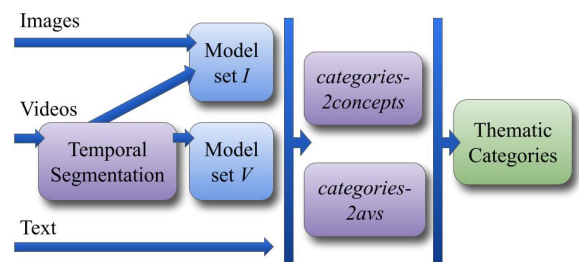 Images
Model
set I
Videos
Temporal
Segmentation
Model
set V
Text
categories-
2concepts
categories-
2avs
Thematic
Categories